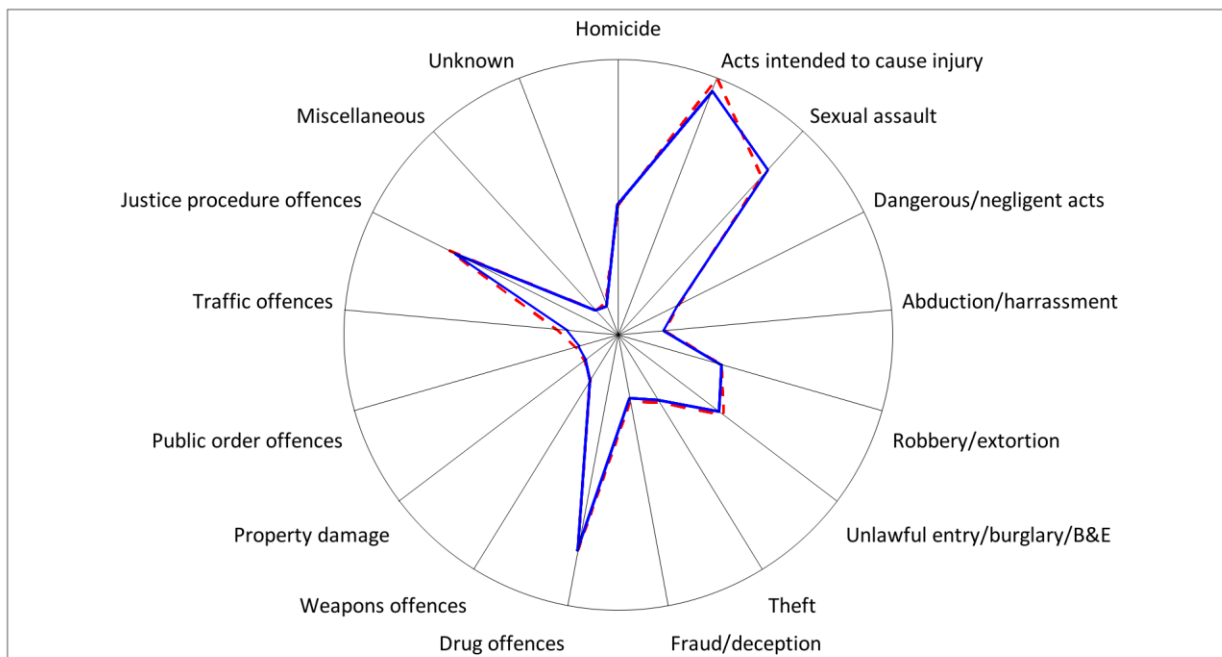 Homicide
Acts intended to cause injury
Sexual assault
Dangerous/negligent acts
Abduction/harrassment
Robbery/extortion
Unlawful entry/burglary/B&E
Theft
Fraud/deception
Drug offences
Weapons offences
Property damage
Public order offences
Traffic offences
Justice procedure offences
Miscellaneous
Unknown